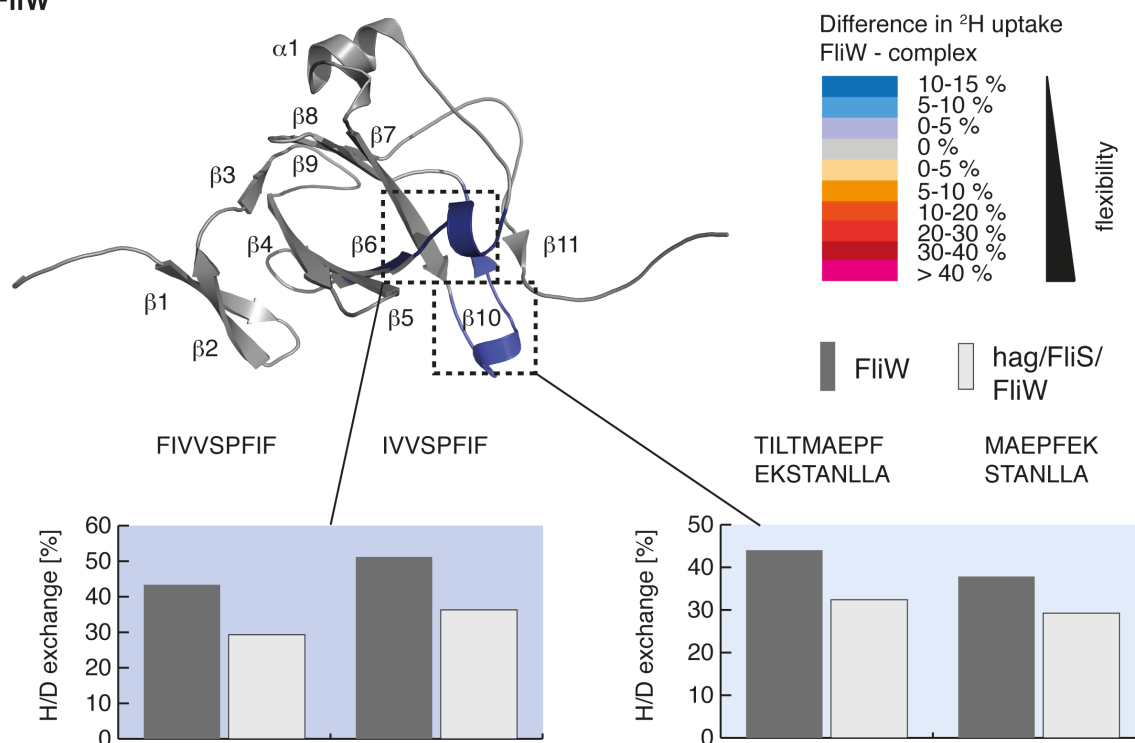 FliW
Difference in ²H uptake
FliW - complex
10-15 %
5-10 %
0-5 %
0 %
0-5 %
5-10 %
10-20 %
20-30 %
30-40 %
> 40 %
flexibility
α1
β8
β7
β9
β3
β4
β6
β11
β1
β5
β10
β2
FliW
hag/FliS/
FliW
FIVVSPFIF
IVVSPFIF
TILTMAEPF
EKSTANLLA
MAEPFEK
STANLLA
H/D exchange [%]
60
50
40
30
20
10
0
H/D exchange [%]
50
40
30
20
10
0